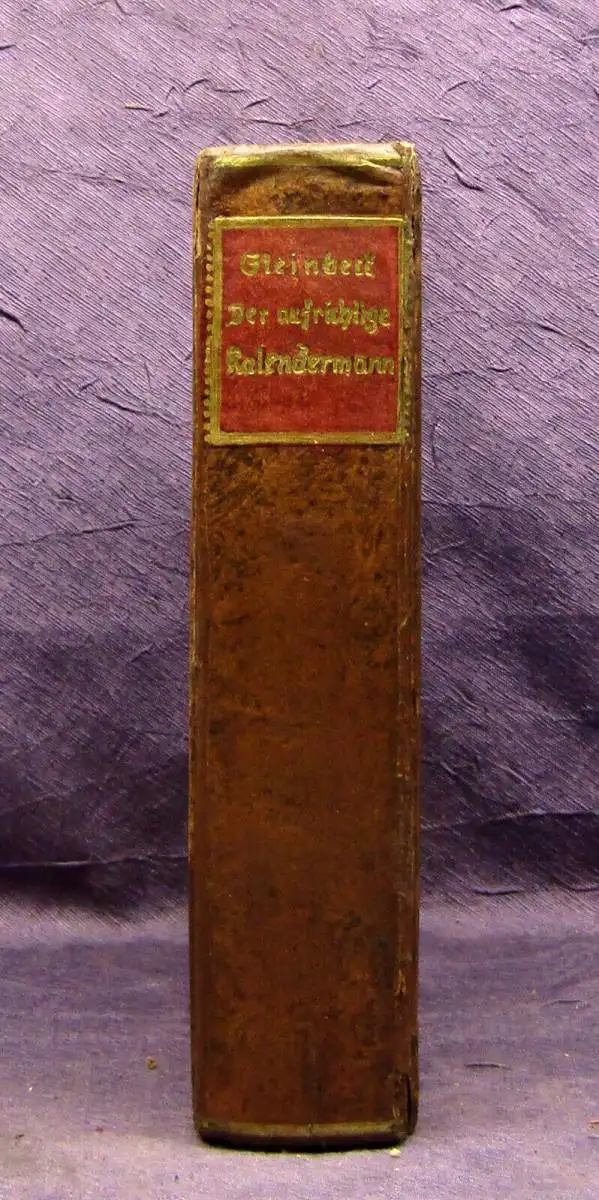 Steinbeck
Der aufrichtige
Kalendermann